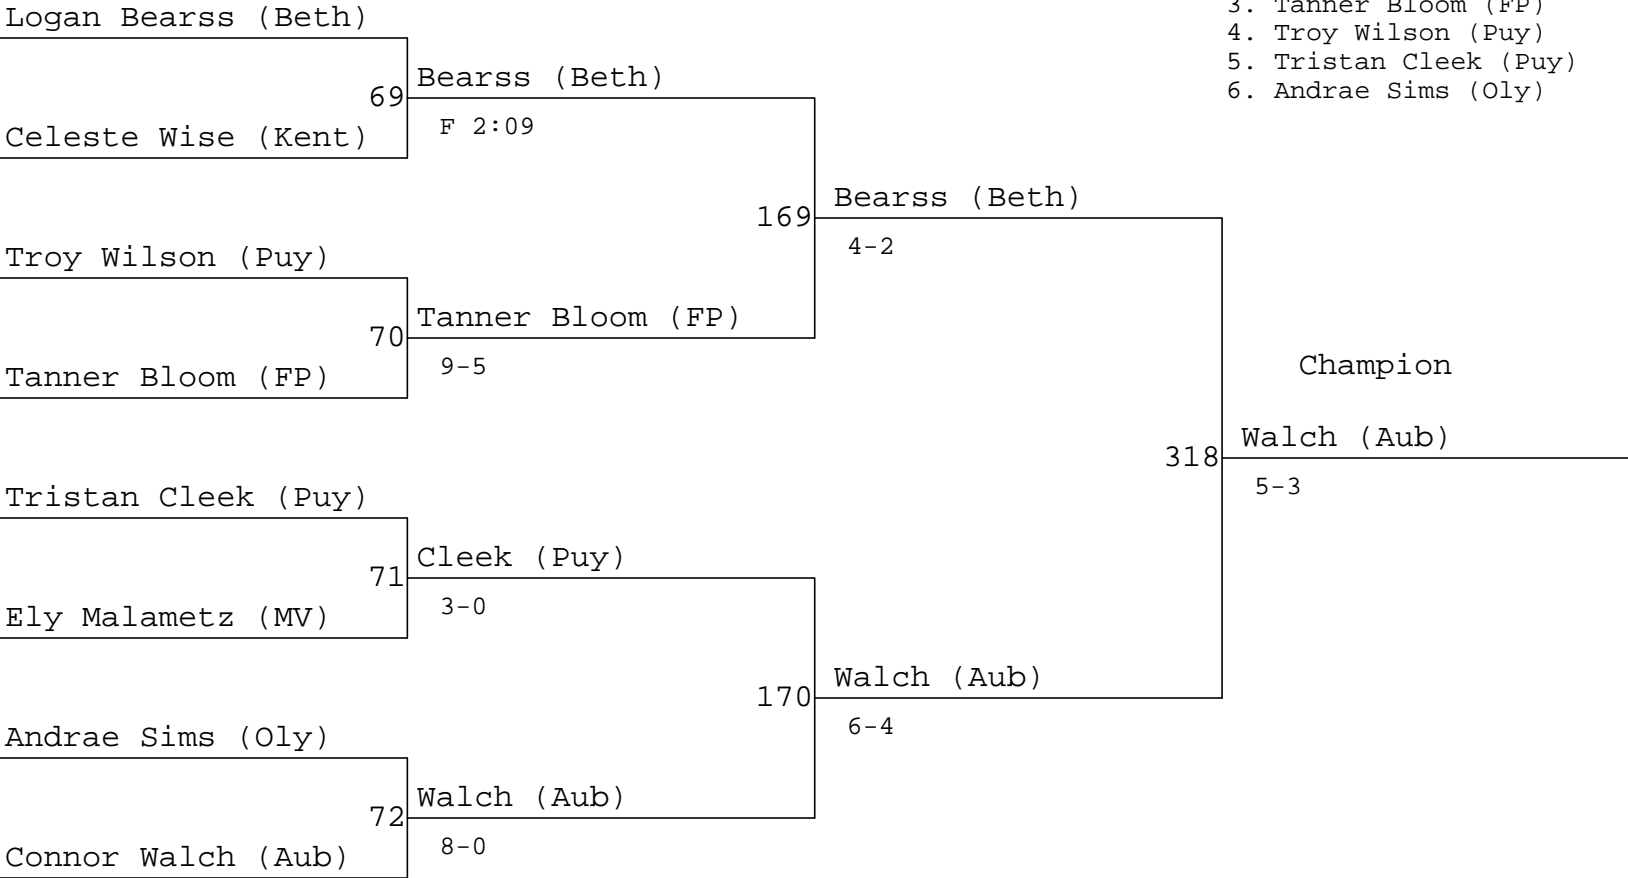 Logan Bearss (Beth)
3. Tanner Bloom (FP)
4. Troy Wilson (Puy)
5. Tristan Cleek (Puy)
6. Andrae Sims (Oly)
Bearss (Beth)
69
F 2:09
Celeste Wise (Kent)
Bearss (Beth)
169
4-2
Troy Wilson (Puy)
Tanner Bloom (FP)
70
9-5
Tanner Bloom (FP)
Champion
Walch (Aub)
318
5-3
Tristan Cleek (Puy)
Cleek (Puy)
71
3-0
Ely Malametz (MV)
Walch (Aub)
170
6-4
Andrae Sims (Oly)
Walch (Aub)
72
8-0
Connor Walch (Aub)